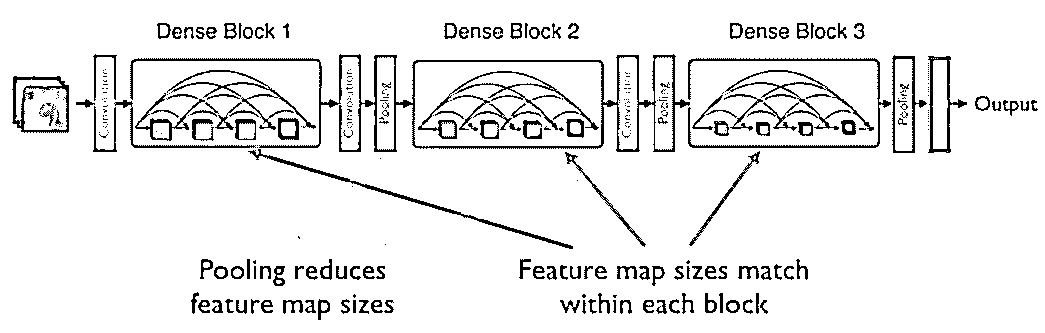 Dense Block 1
Dense Block 2
Dense Block 3
Convolution
Convolution
Pooling
Convolution
Pooling
Pooling
Output
Pooling reduces
feature map sizes
Feature map sizes match
within each block